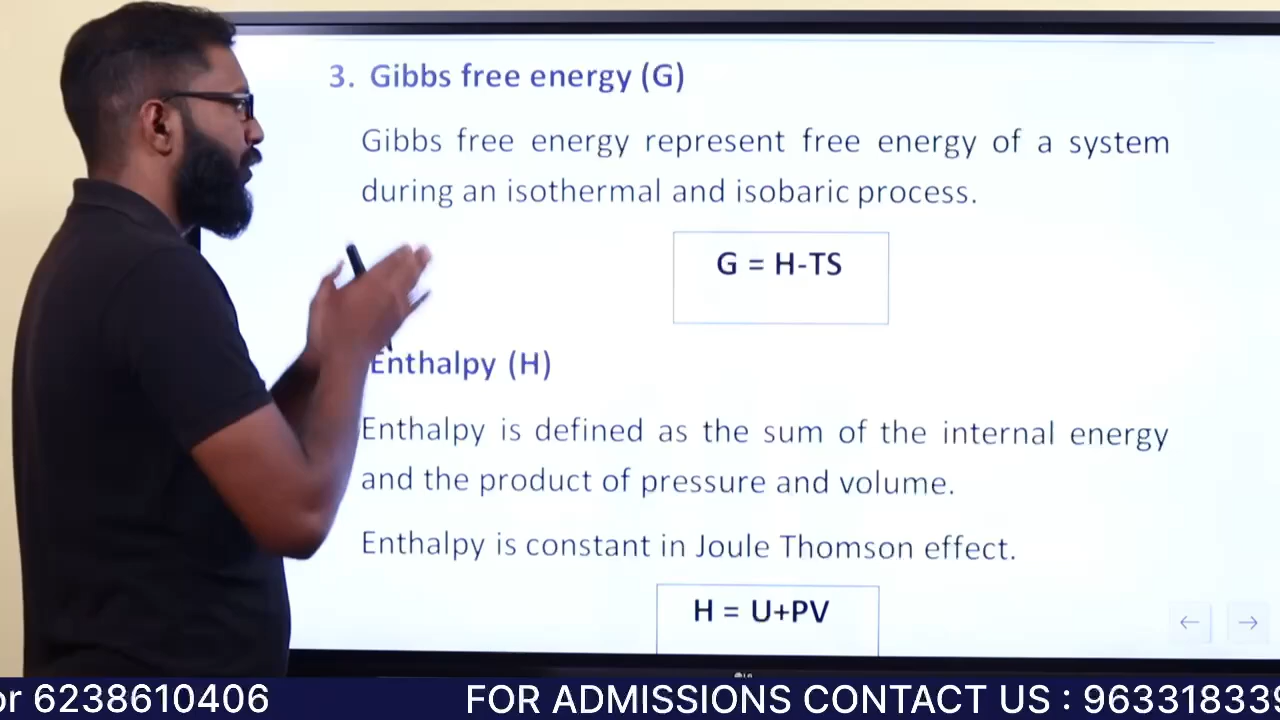 3. Gibbs free energy (G)
Gibbs free energy represent free energy of a system
during an isothermal and isobaric process.
G = H-TS
Enthalpy (H)
Enthalpy is defined as the sum of the internal energy
and the product of pressure and volume.
Enthalpy is constant in Joule Thomson effect.
H = U+PV
or 6238610406 FOR ADMISSIONS CONTACT US : 963318339